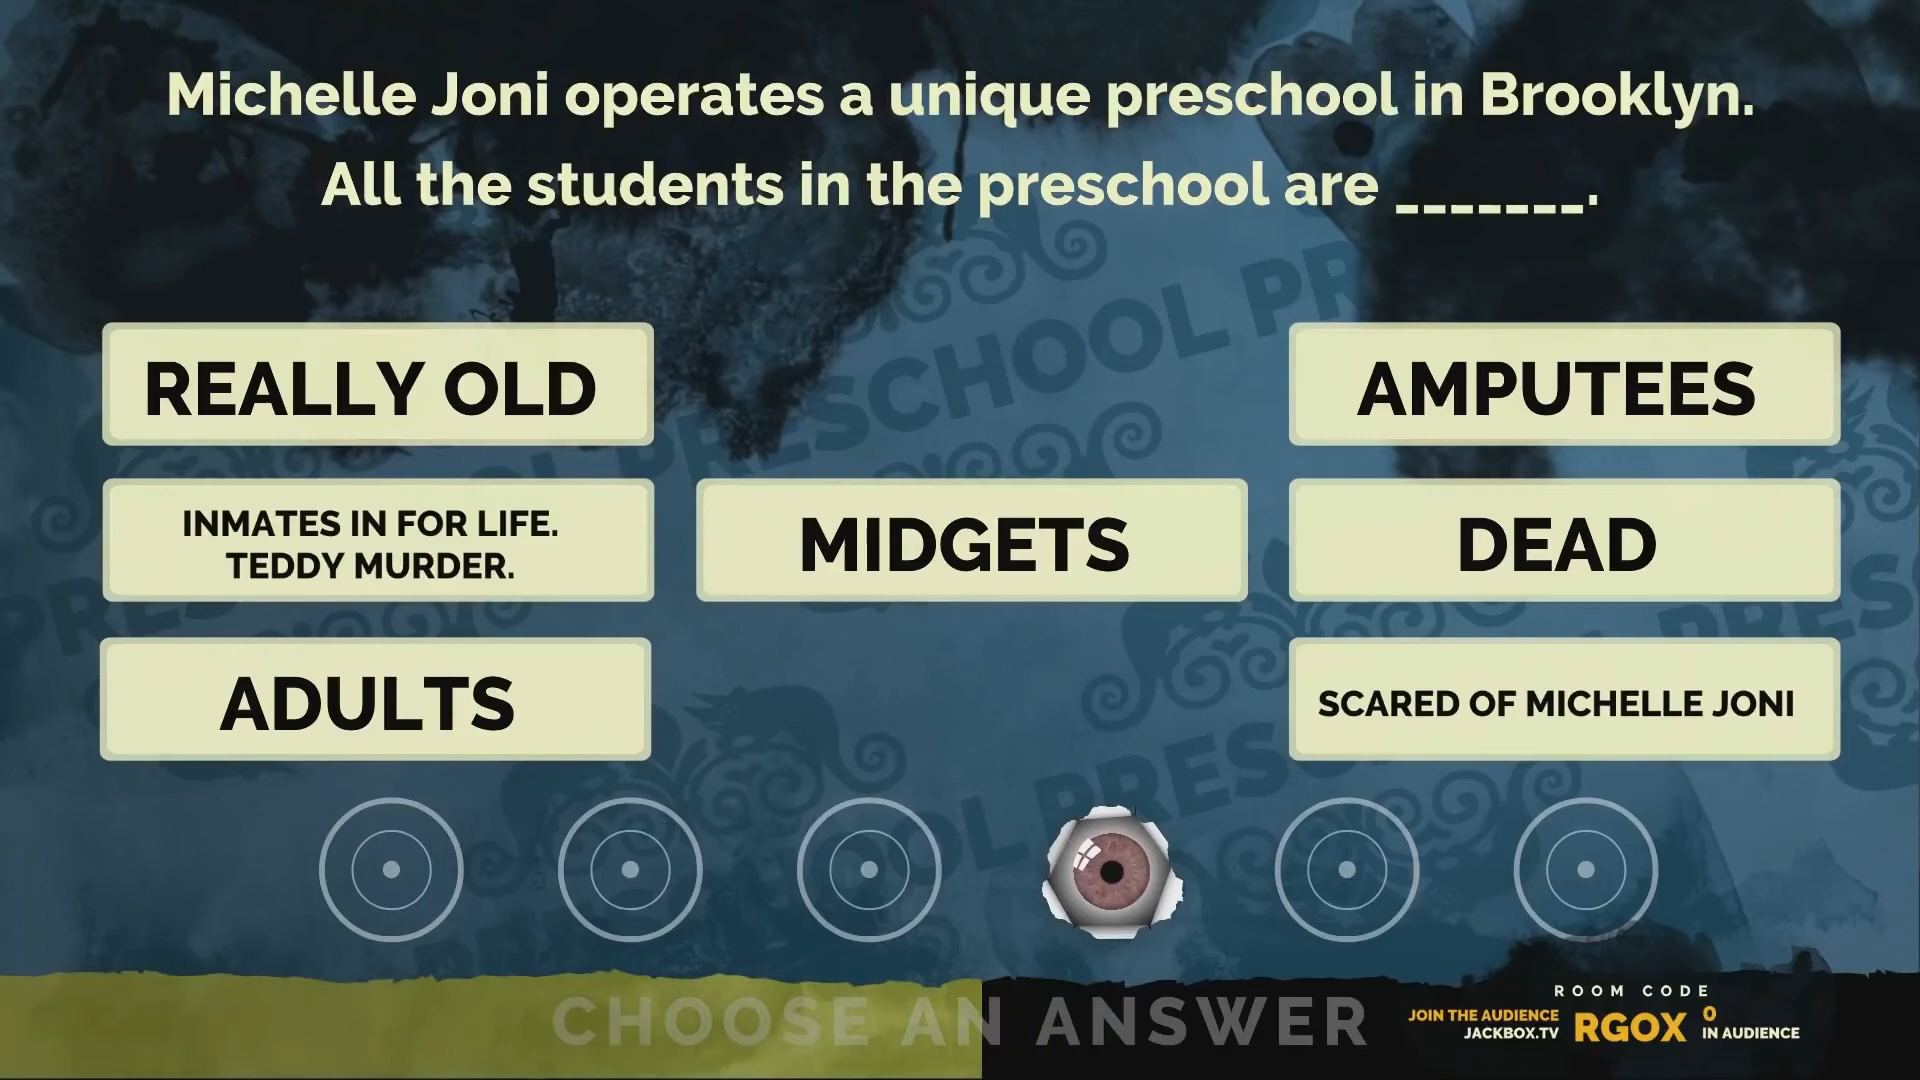 Michelle Joni operates a unique preschool in Brooklyn.
All the students in the preschool are _______.
REELLY OLD
AMPUTEES
INMATES IN FOR LIFE.
TEDDY MURDER.
MIDGETS
DEAD
ADULTS
SCARED OF MICHELLE JONI
CHOOSE AN ANSWER
ROOM CODE
JOIN THE AUDIENCE
JACKBOX.TV
RGOX
0
IN AUDIENCE